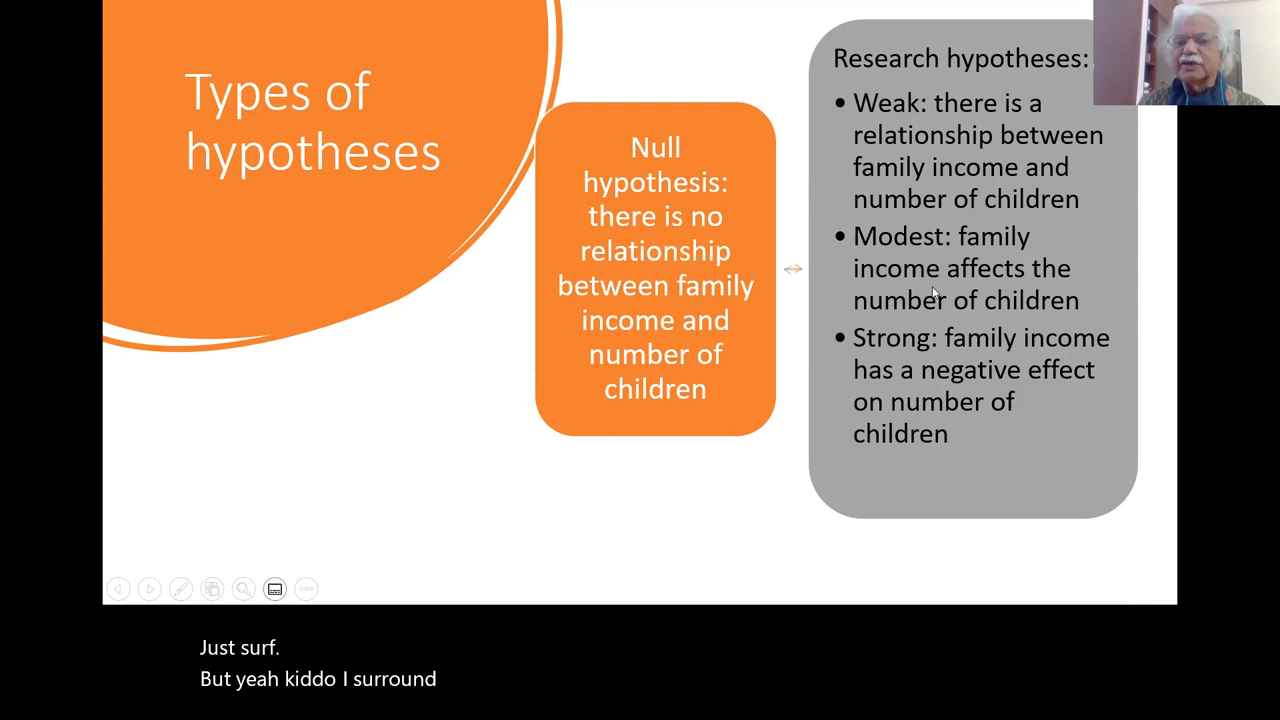 Types of
hypotheses
Null
hypothesis:
there is no
relationship
between family
income and
number of
children
Research hypotheses:
• Weak: there is a
relationship between
family income and
number of children
• Modest: family
income affects the
number of children
• Strong: family income
has a negative effect
on number of
children
Just surf.
But yeah kiddo I surround